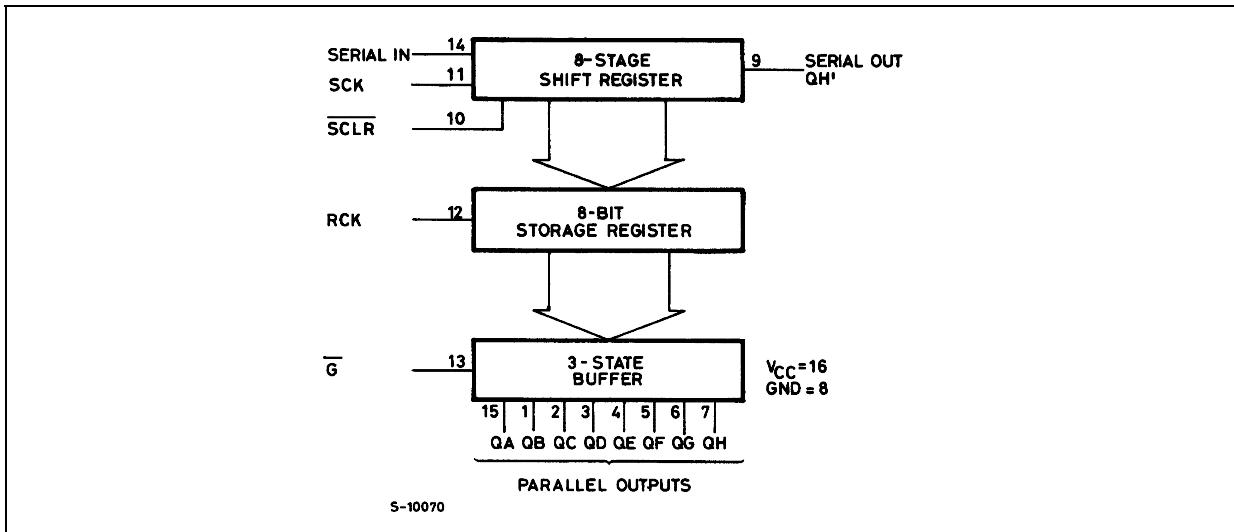 14
SERIAL IN
8-STAGE
SHIFT REGISTER
9
SERIAL OUT
QH'
11
SCK
10
SCLR
8-BIT
STORAGE REGISTER
RCK
12
3-STATE
BUFFER
13
G
VCC=16
GND=8
15 1 2 3 4 5 6 7
QA QB QC QD QE QF QG QH
PARALLEL OUTPUTS
S-10070